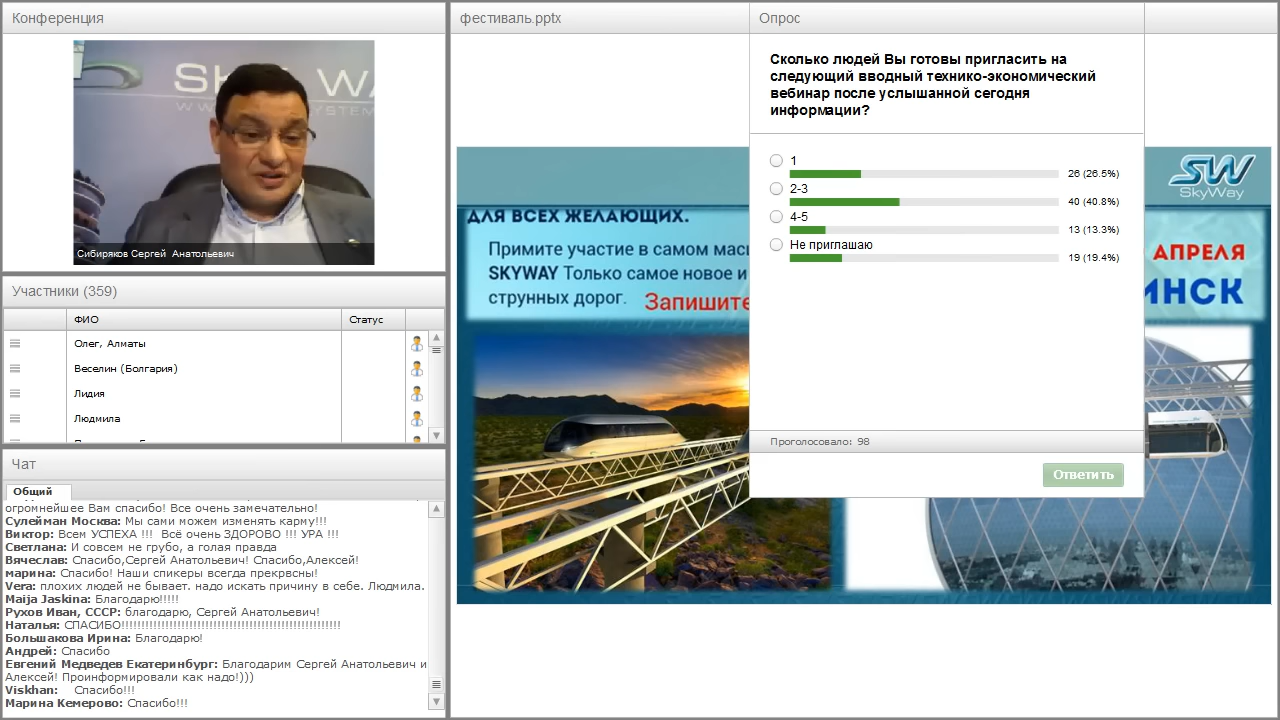 Конференция
SKY WA
WWW SYSTEM
Сибиряков Сергей Анатольевич
Участники (359)
ФИО Статус
Олег, Алматы
Веселин (Болгария)
Лидия
Людмила
Чат
Общий
огромнейшее Вам спасибо! Все очень замечательно!
Сулейман Москва: Мы сами можем изменять карму!!!
Виктор: Всем УСПЕХА !!! Всё очень ЗДОРОВО !!! УРА !!!
Светлана: И совсем не грубо, а голая правда
Вячеслав: Спасибо,Сергей Анатольевич! Спасибо,Алексей!
марина: Спасибо! Наши спикеры всегда прекрвсны!
Vera: плохих людей не бывает. надо искать причину в себе. Людмила.
Maija Jaskina: Благодарю!!!!!
Рухов Иван, СССР: благодарю, Сергей Анатольевич!
Наталья: СПАСИБО!!!!!!!!!!!!!!!!!!!!!!!!!!!!!!!!!!!!!!!!!!!!!!!!!!!!!!!
Большакова Ирина: Благодарю!
Андрей: Спасибо
Евгений Медведев Екатеринбург: Благодарим Сергей Анатольевич и
Алексей! Проинформировали как надо!)))
Viskhan: Спасибо!!!
Марина Кемерово: Спасибо!!!
фестиваль.pptx
ДЛЯ ВСЕХ ЖЕЛАЮЩИХ.
Примите участие в самом мас
SKYWAY Только самое новое и
струнных дорог. Запишите
SW
SkyWay
АПРЕЛЯ
ИНСК
Опрос
Сколько людей Вы готовы пригласить на
следующий вводный технико-экономический
вебинар после услышанной сегодня
информации?
1
26 (26.5%)
2-3
40 (40.8%)
4-5
13 (13.3%)
Не приглашаю
19 (19.4%)
Проголосовало: 98
Ответить